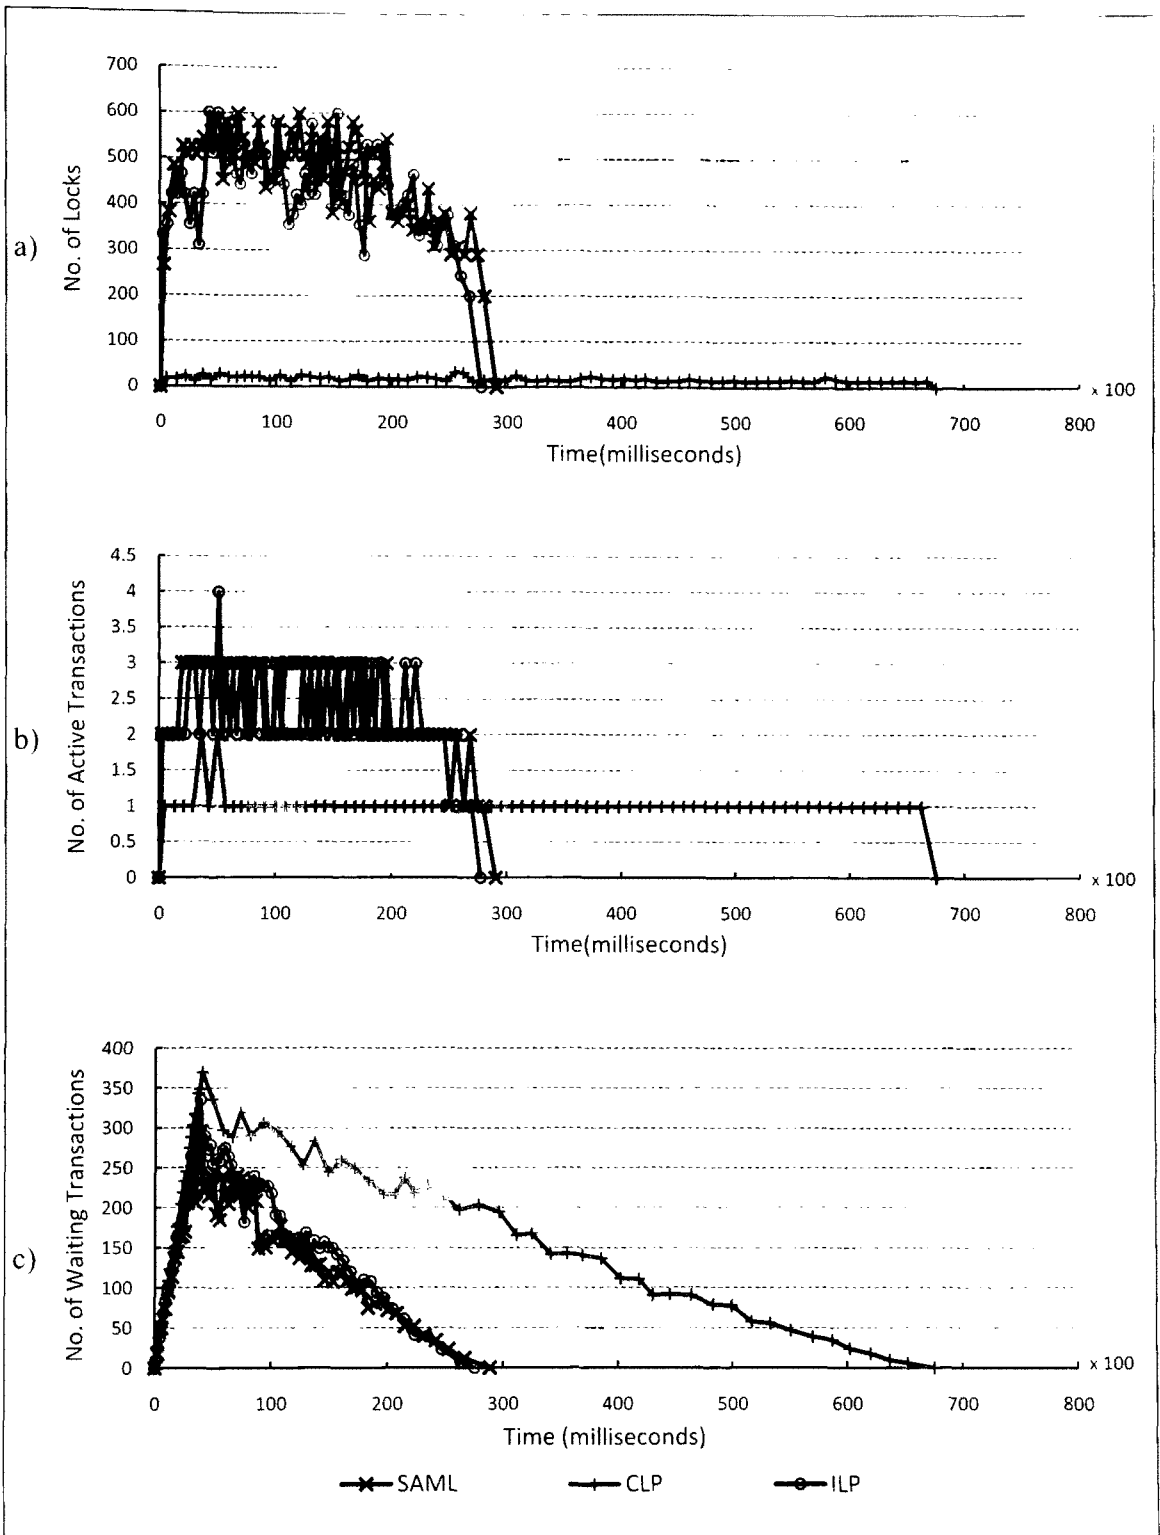 a)
No. of Locks
700
600
500
400
300
200
100
0
0 100 200 300 400 500 600 700 800
x 100
Time(milliseconds)
b)
No. of Active Transactions
4.5
4
3.5
3
2.5
2
1.5
1
0.5
0
0 100 200 300 400 500 600 700 800
x 100
Time(milliseconds)
c)
No. of Waiting Transactions
400
350
300
250
200
150
100
50
0
0 100 200 300 400 500 600 700 800
x 100
Time (milliseconds)
SAML CLP ILP